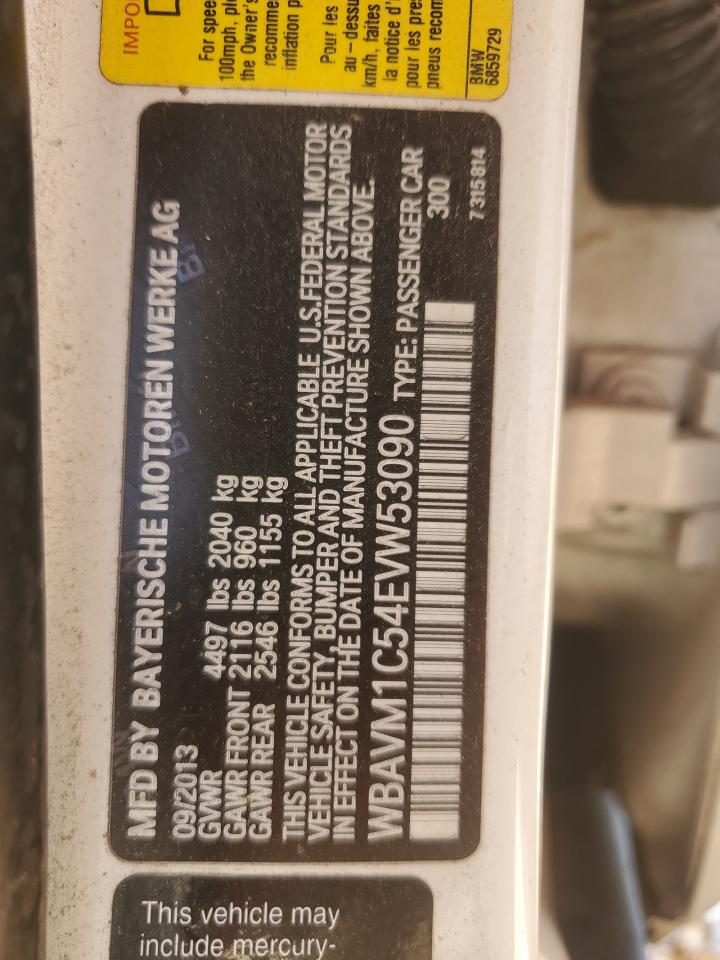 IMPO
For spee
100mph, ple
the Owner's
recomme
inflation p
Pour les
au-dessu
km/h, faites
la notice d'
pour les pre
pneus recom
BMW
6859729
MFD BY BAYERISCHE MOTOREN WERKE AG
09/2013
GVWR 4497 lbs 2040 kg
GAWR FRONT 2116 lbs 960 kg
GAWR REAR 2546 lbs 1155 kg
THIS VEHICLE CONFORMS TO ALL APPLICABLE U.S.FEDERAL MOTOR
VEHICLE SAFETY, BUMPER AND THEFT PREVENTION STANDARDS
IN EFFECT ON THE DATE OF MANUFACTURE SHOWN ABOVE.
WBAVM1C54EVW53090 TYPE: PASSENGER CAR
300
7315814
This vehicle may
include mercury-